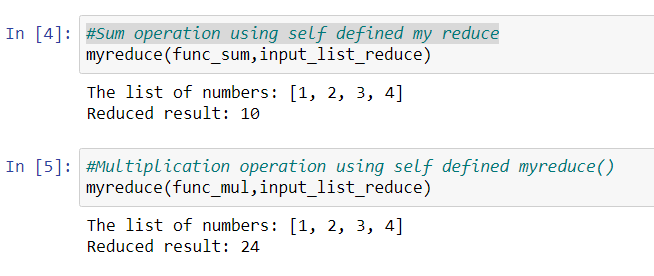 In [4]: #Sum operation using self defined my reduce
myreduce(func_sum,input_list_reduce)
The list of numbers: [1, 2, 3, 4]
Reduced result: 10
In [5]: #Multiplication operation using self defined myreduce()
myreduce(func_mul,input_list_reduce)
The list of numbers: [1, 2, 3, 4]
Reduced result: 24